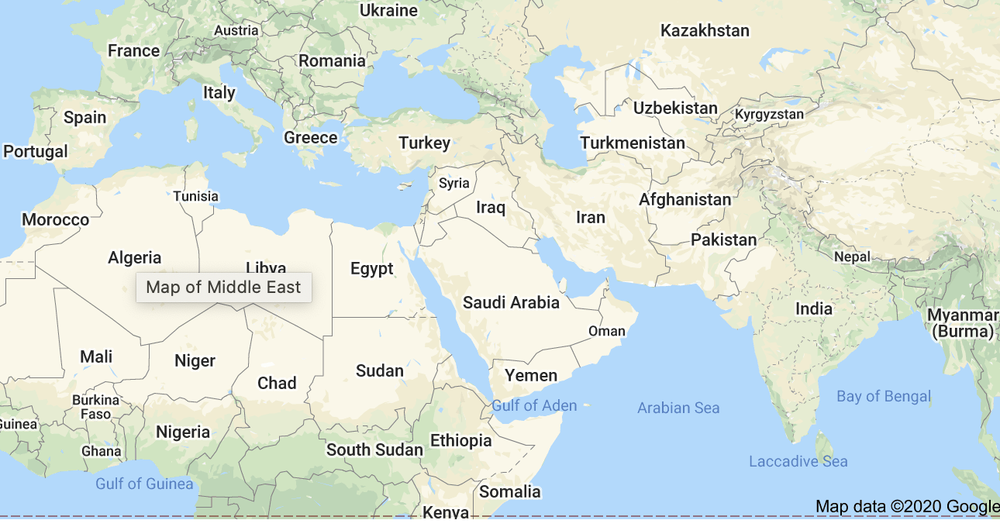 Ukraine
Austria
Kazakhstan
France
Romania
Italy
Uzbekistan
Kyrgyzstan
Spain
Greece
Turkey
Turkmenistan
Portugal
Syria
Tunisia
Afghanistan
Iraq
Iran
Morocco
Pakistan
Algeria
Nepal
Libya
Egypt
Map of Middle East
Saudi Arabia
India
Myanmar
(Burma)
Oman
Mali
Niger
Sudan
Yemen
Chad
Bay of Bengal
Burkina
Faso
Gulf of Aden
Arabian Sea
Guinea
Nigeria
Ethiopia
Ghana
South Sudan
Laccadive Sea
Gulf of Guinea
Somalia
Kenya
Map data ©2020 Google